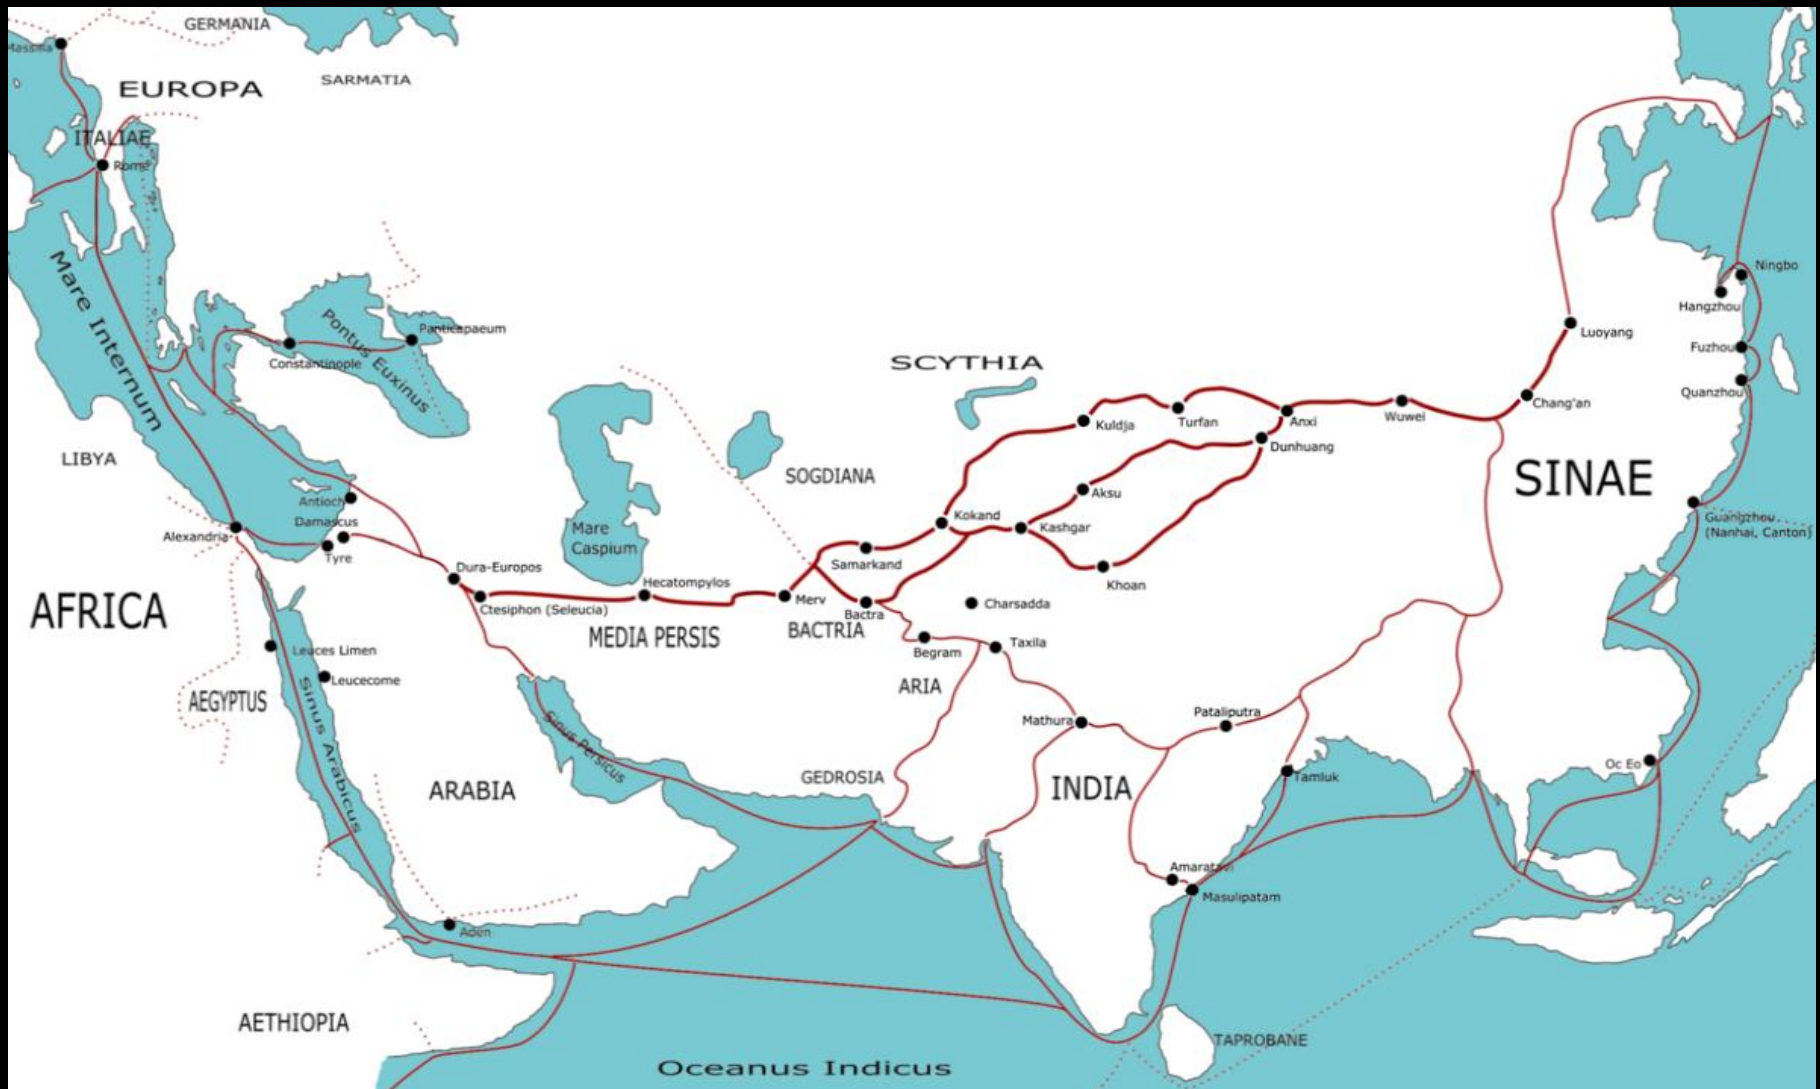 GERMANIA
Massilia
SARMATIA
EUROPA
ITALIAE
Rome
Mare Internum
Ningbo
Hangzhou
Pontus Euxinus
Panticapaeum
Luoyang
Constantinople
Fuzhou
SCYTHIA
Quanzhou
Chang'an
Kuldja
Turfan
Anxi
Wuwei
Dunhuang
LIBYA
SOGDIANA
SINAE
Aksu
Antioch
Kokand
Kashgar
Guangzhou
(Nanhai, Canton)
Damascus
Alexandria
Mare
Caspium
Tyre
Samarkand
Dura-Europos
Hecatompylos
Khoan
AFRICA
Ctesiphon (Seleucia)
Merv
Charsadda
Bactra
MEDIA PERSIS
BACTRIA
Begram
Taxila
Leuces Limen
Leucecome
ARIA
AEGYPTUS
Sinus Arabicus
Sinus Persicus
Mathura
Pataliputra
Oc Eo
GEDROSIA
Tamluk
ARABIA
INDIA
Masulipatam
Aden
AETHIOPIA
TAPROBANE
Oceanus Indicus